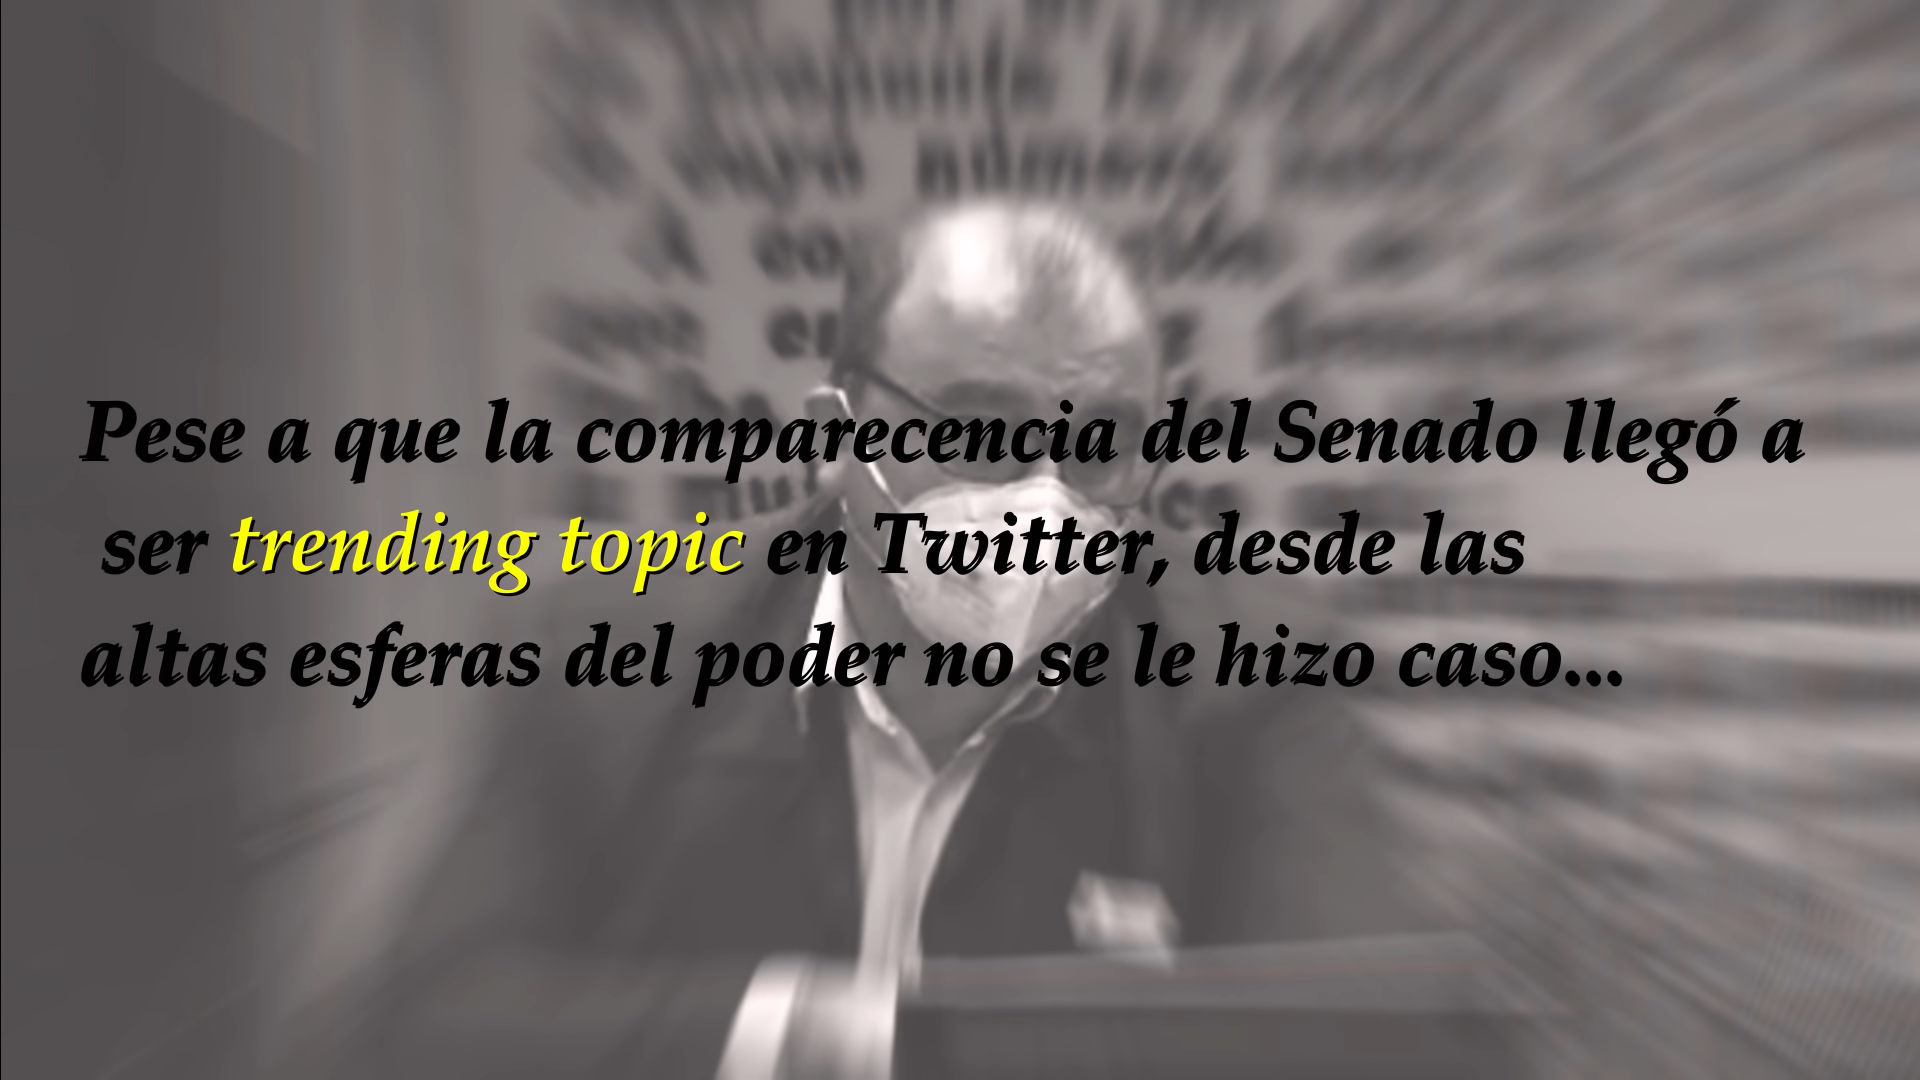 Pese a que la comparecencia del Senado llegó a
ser trending topic en Twitter, desde las
altas esferas del poder no se le hizo caso...